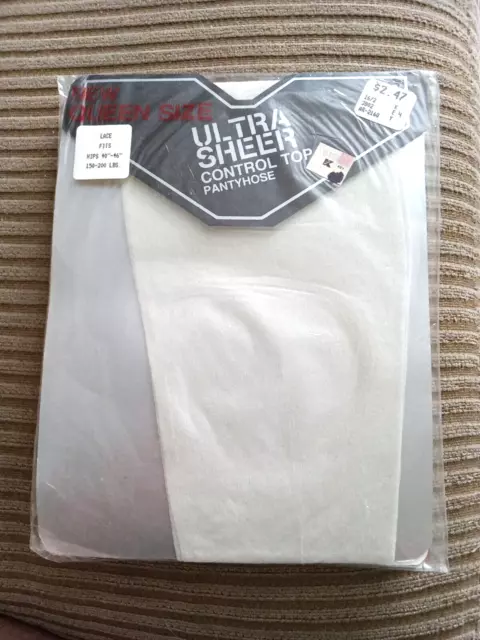 QUEEN SIZE
ULTRA
SHEER
CONTROL TOP
PANTYHOSE
LACE
FITS
HIPS 40"-46"
150-200 LBS.
$2.47
K